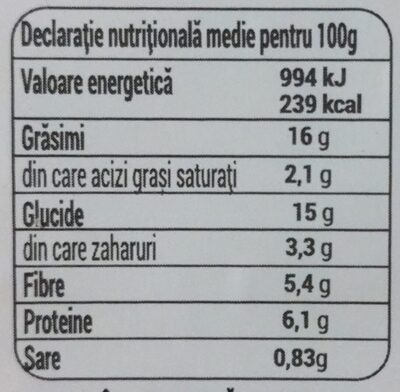 Declarație nutrițională medie pentru 100g
Valoare energetică 994 kJ
239 kcal
Grăsimi 16 g
din care acizi grași saturați 2,1 g
Glucide 15 g
din care zaharuri 3,3 g
Fibre 5,4 g
Proteine 6,1 g
Sare 0,83g